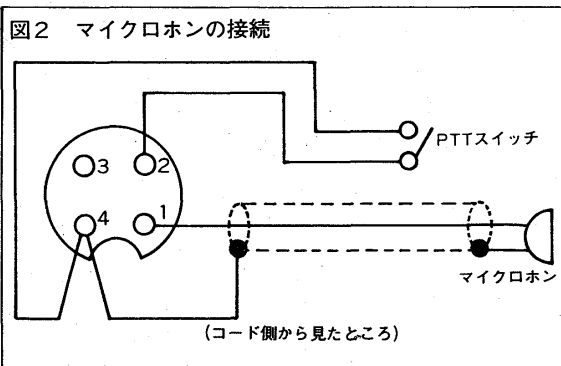 図2 マイクロホンの接続
PTTスイッチ
3 2
4 1
マイクロホン
(コード側から見たところ)